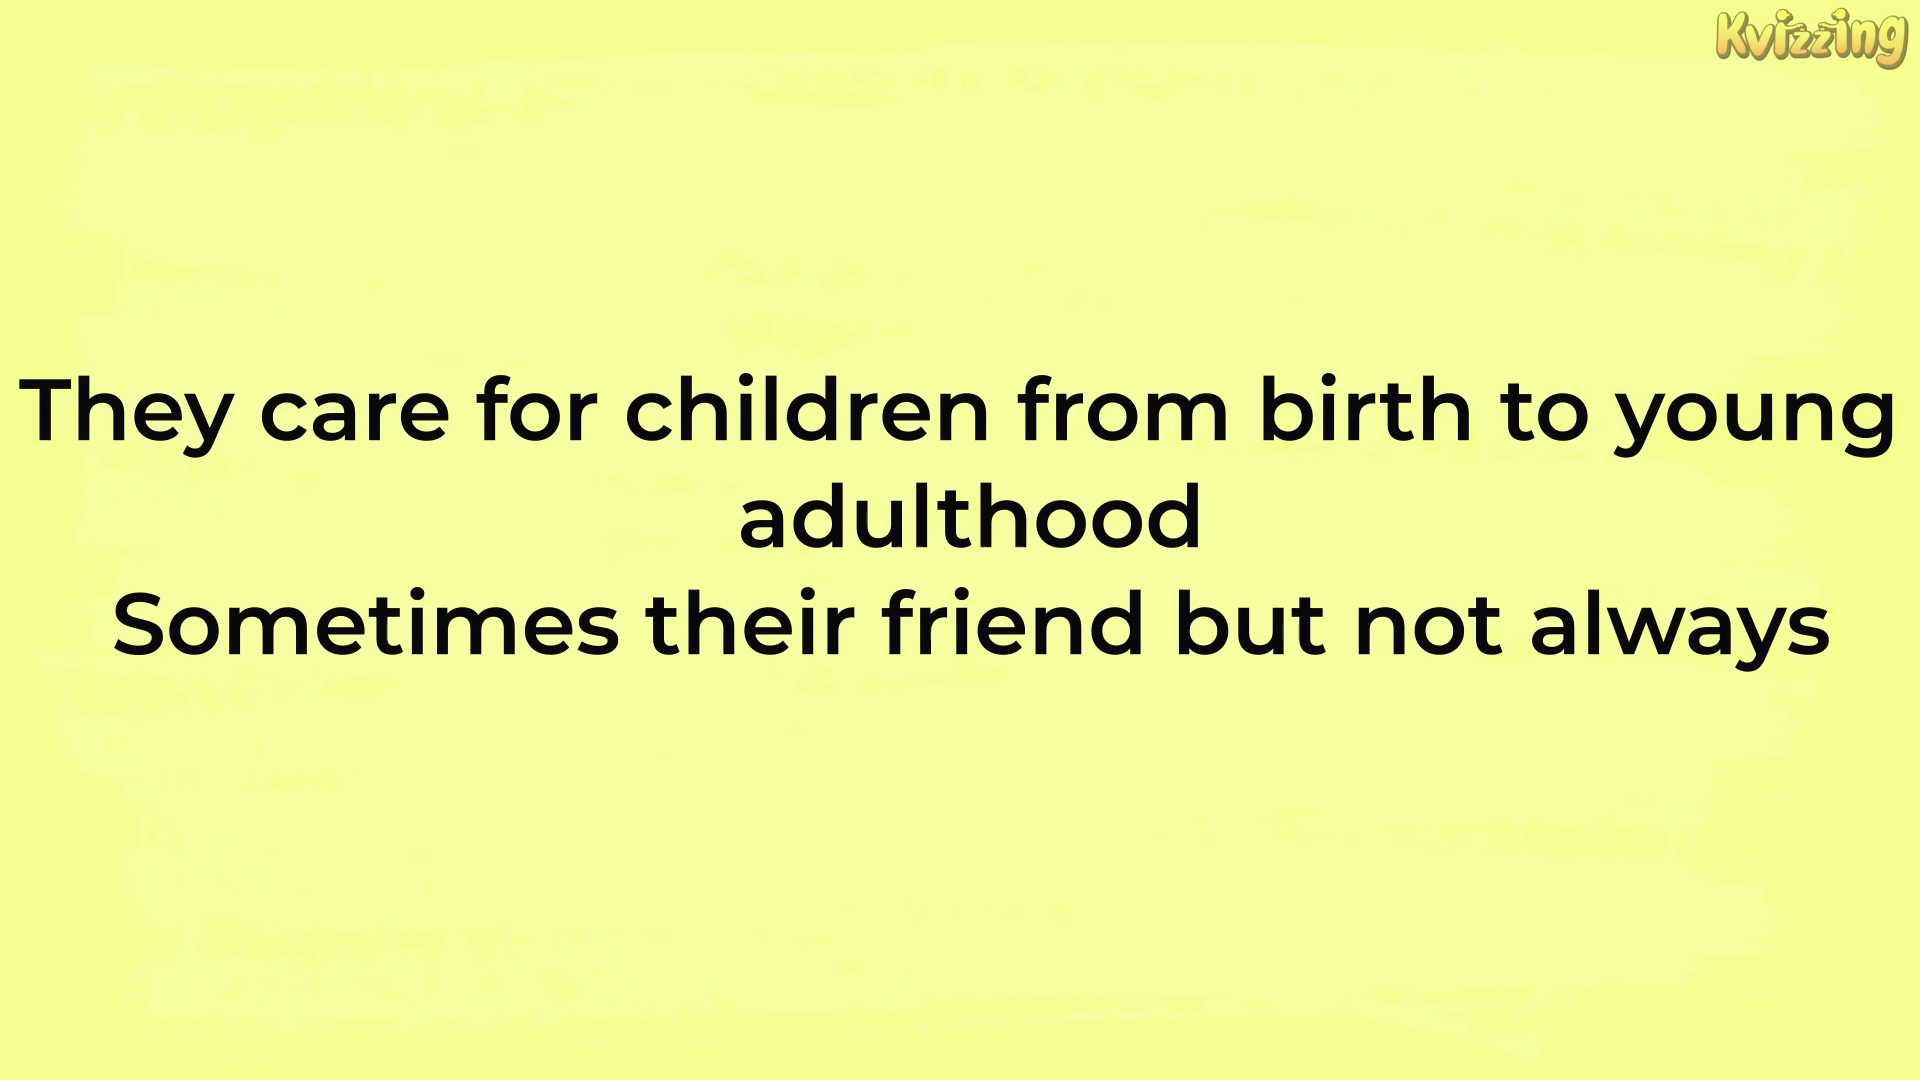 Kvizzing
They care for children from birth to young
adulthood
Sometimes their friend but not always